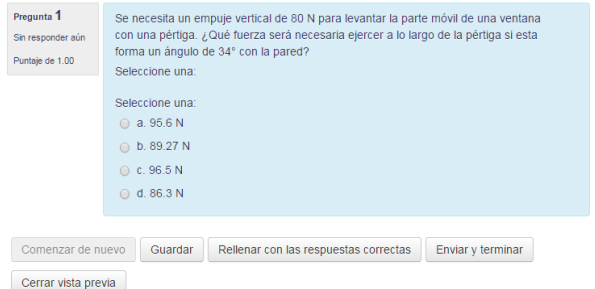 Pregunta 1
Sin responder aún
Puntaje de 1.00
Se necesita un empuje vertical de 80 N para levantar la parte móvil de una ventana
con una pértiga. ¿Qué fuerza será necesaria ejercer a lo largo de la pértiga si esta
forma un ángulo de 34° con la pared?
Seleccione una:
Seleccione una:
a. 95.6 N
b. 89.27 N
c. 96.5 N
d. 86.3 N
Comenzar de nuevo
Guardar
Rellenar con las respuestas correctas
Enviar y terminar
Cerrar vista previa